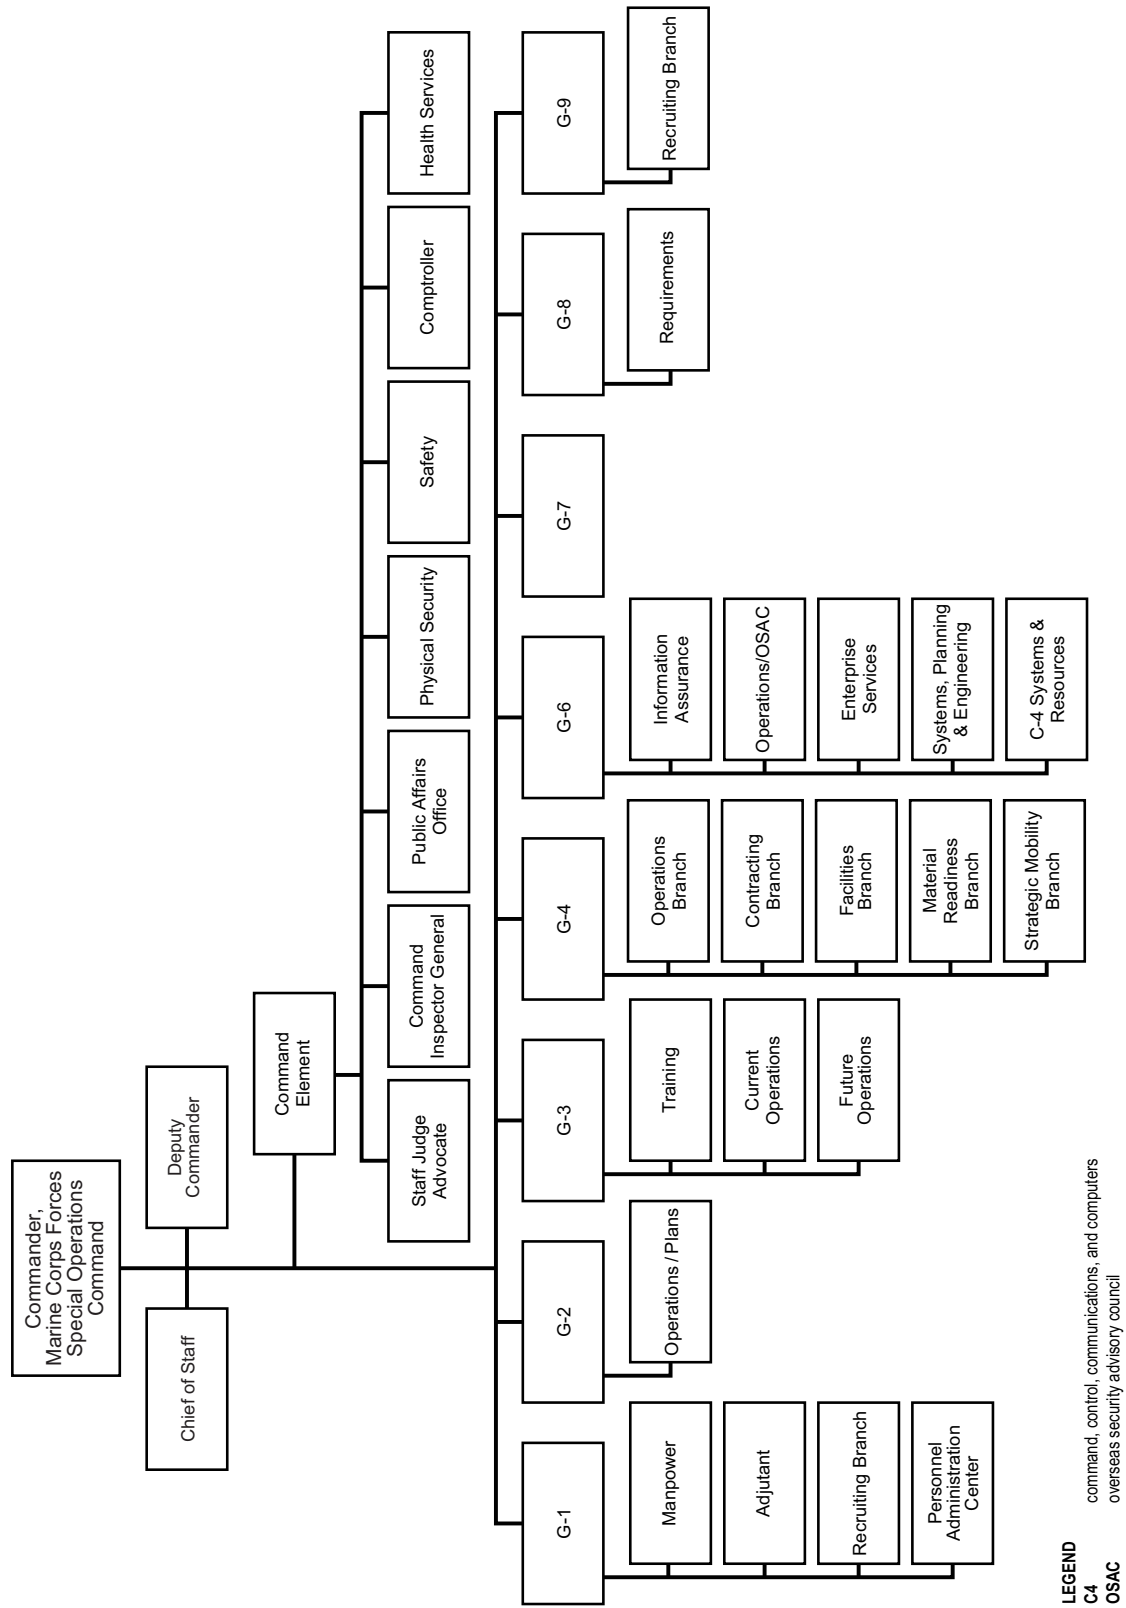 Commander,
Marine Corps Forces
Special Operations
Command
Chief of Staff
Deputy
Commander
Command
Element
Staff Judge
Advocate
Command
Inspector General
Public Affairs
Office
Physical Security
Safety
Comptroller
Health Services
G-1
G-2
G-3
G-4
G-6
G-7
G-8
G-9
Manpower
Adjutant
Recruiting Branch
Personnel
Administration
Center
Operations / Plans
Training
Current
Operations
Future
Operations
Operations
Branch
Contracting
Branch
Facilities
Branch
Material
Readiness
Branch
Strategic Mobility
Branch
Information
Assurance
Operations/OSAC
Enterprise
Services
Systems, Planning
& Engineering
C-4 Systems &
Resources
Requirements
Recruiting Branch
LEGEND
C4 command, control, communications, and computers
OSAC overseas security advisory council